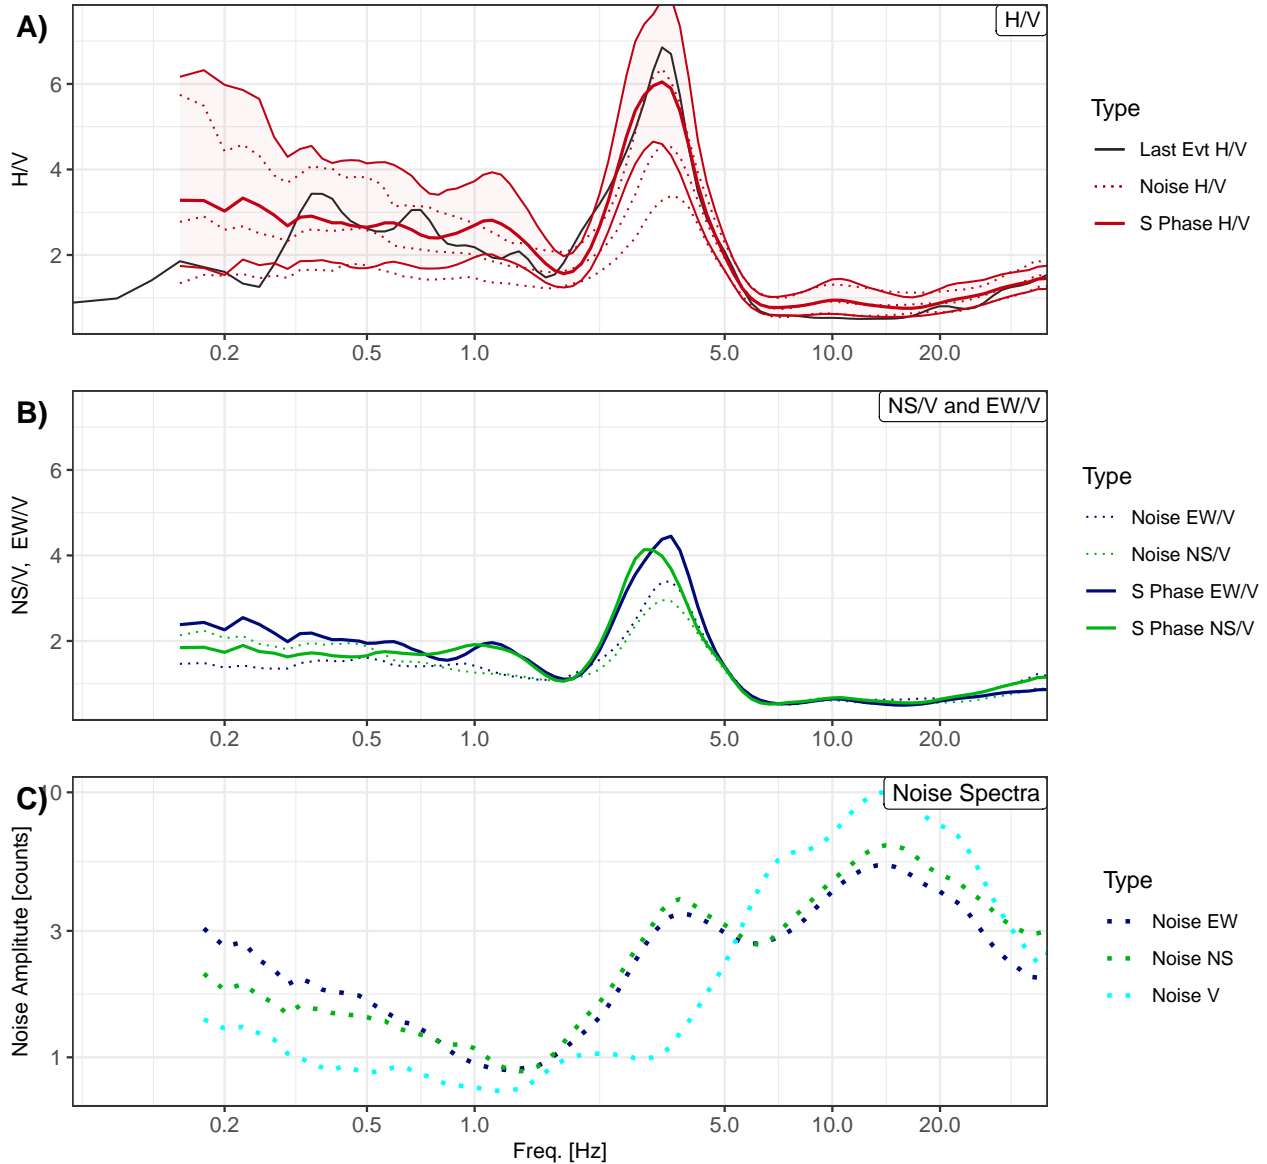 A)
H/V
6
4
2
H/V
0.2 0.5 1.0 5.0 10.0 20.0
Type
Last Evt H/V
Noise H/V
S Phase H/V
B)
NS/V and EW/V
6
4
2
NS/V, EW/V
0.2 0.5 1.0 5.0 10.0 20.0
Type
Noise EW/V
Noise NS/V
S Phase EW/V
S Phase NS/V
C)
Noise Spectra
10
3
1
Noise Amplitude [counts]
0.2 0.5 1.0 5.0 10.0 20.0
Freq. [Hz]
Type
Noise EW
Noise NS
Noise V